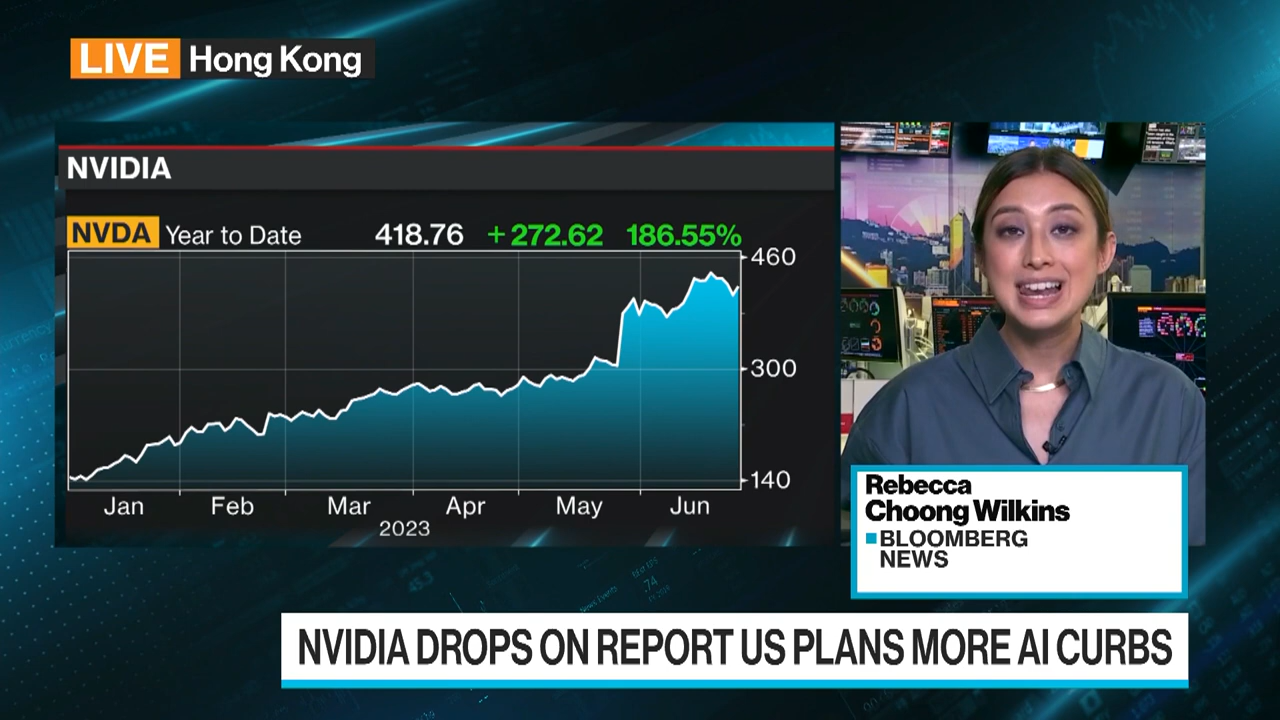 LIVE Hong Kong
NVIDIA
NVDA Year to Date 418.76 +272.62 186.55%
460
300
140
Jan Feb Mar Apr May Jun
2023
Rebecca
Choong Wilkins
BLOOMBERG
NEWS
NVIDIA DROPS ON REPORT US PLANS MORE AI CURBS